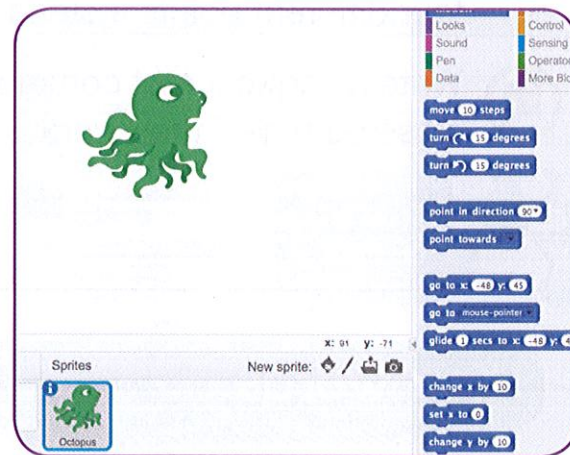 Looks
Control
Sound
Sensing
Pen
Operator
Data
More Blo
move 10 steps
turn 15 degrees
turn 15 degrees
point in direction 90
point towards
go to x: -48 y: 45
go to mouse-pointer
glide 1 secs to x: -48 y: 4
x: 91 y: -71
change x by 10
set x to 0
change y by 10
Sprites
New sprite:
i
Octopus